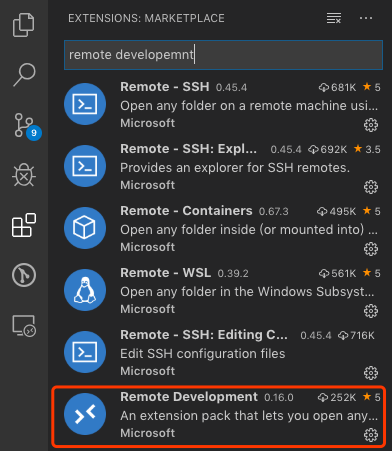 EXTENSIONS: MARKETPLACE
remote developemnt
Remote - SSH 0.45.4 681K 5
Open any folder on a remote machine usi...
Microsoft
Remote - SSH: Expl... 0.45.4 692K 3.5
Provides an explorer for SSH remotes.
Microsoft
Remote - Containers 0.67.3 495K 5
Open any folder inside (or mounted into) ...
Microsoft
9
Remote - WSL 0.39.2 561K 5
Open any folder in the Windows Subsyst...
Microsoft
Remote - SSH: Editing C... 0.45.4 716K
Edit SSH configuration files
Microsoft
Remote Development 0.16.0 252K 5
An extension pack that lets you open any...
Microsoft